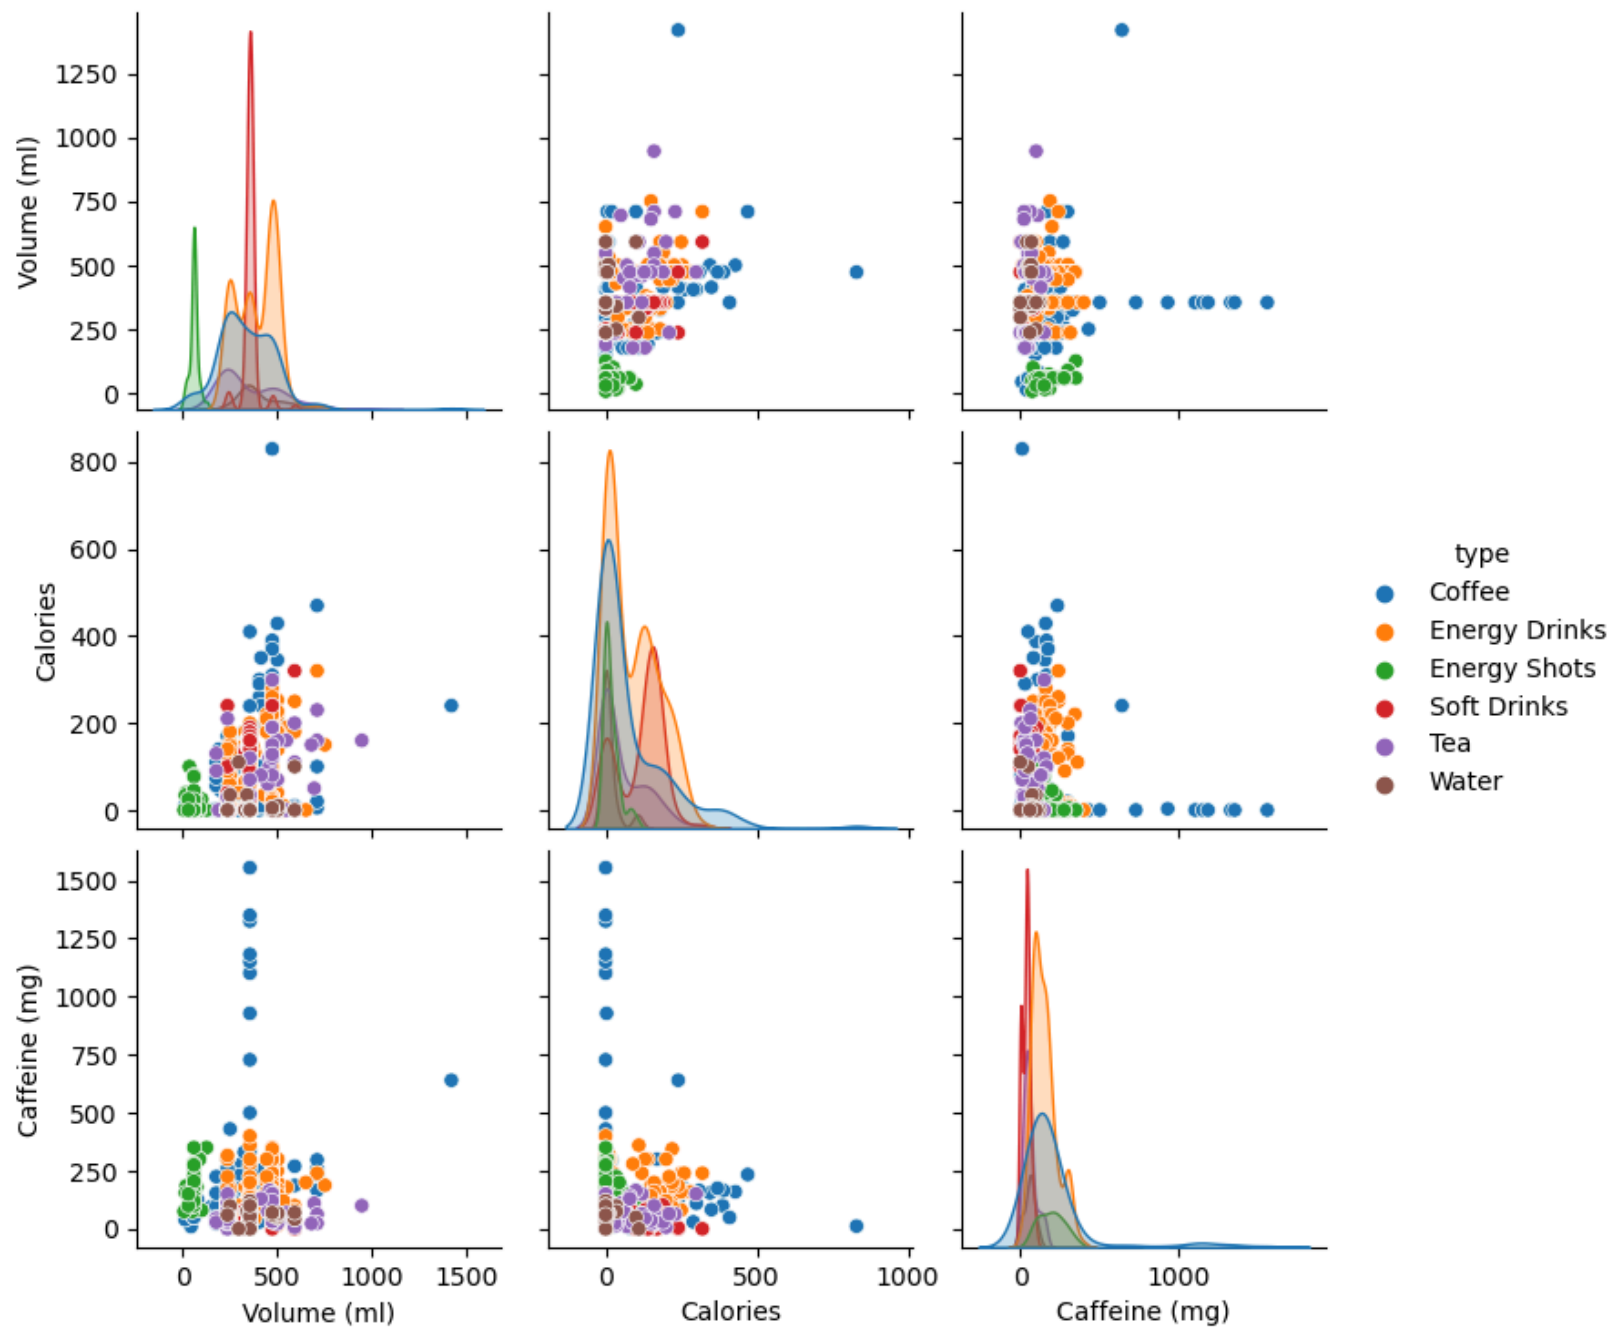 Volume (ml)
1250
1000
750
500
250
0
Calories
800
600
400
200
0
type
Coffee
Energy Drinks
Energy Shots
Soft Drinks
Tea
Water
Caffeine (mg)
1500
1250
1000
750
500
250
0
0 500 1000 1500
0 500 1000
0 1000
Volume (ml)
Calories
Caffeine (mg)